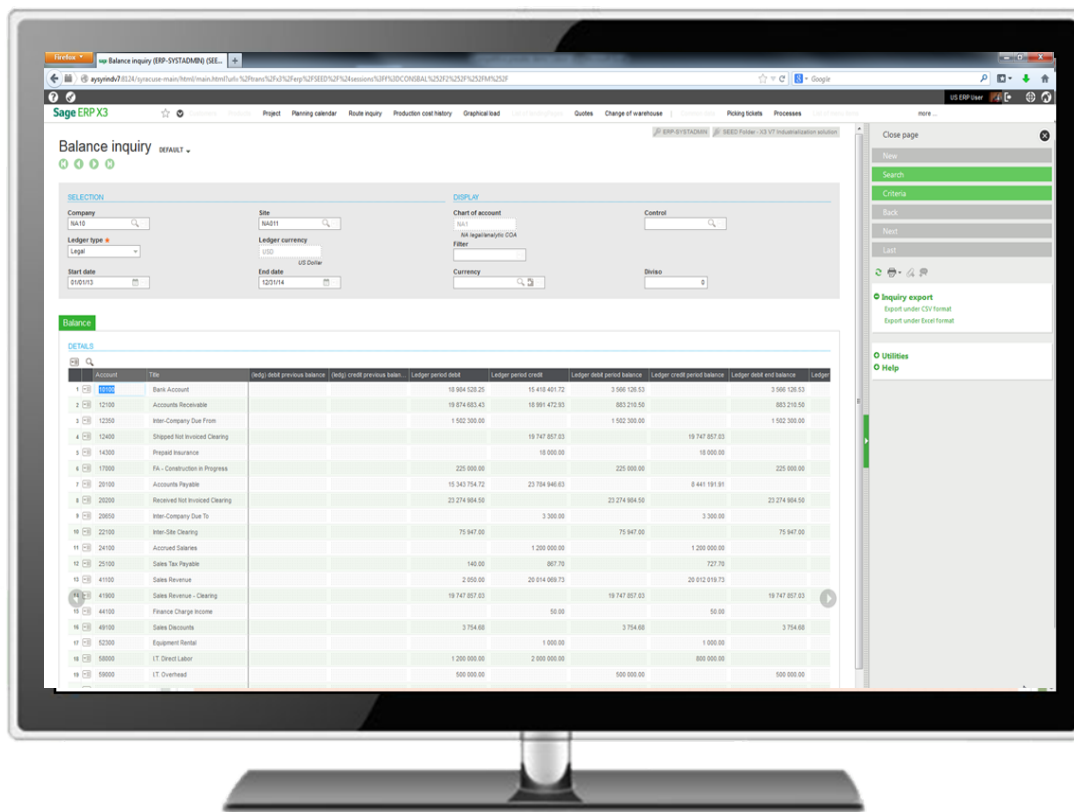 Firefox
sage Balance inquiry (ERP-SYSTADMIN) (SEE... +
Google
US ERP User
Sage ERP X3
Project Planning calendar Route inquiry Production cost history Graphical load Quotes Change of warehouse Picking tickets Processes more ...
ERP-SYSTADMIN SEED Folder - X3 VT Industrialization solution
Balance inquiry DEFAULT
Close page
New
Search
Criteria
Back
Next
Last
Inquiry export
Export under CSV format
Export under Excel format
Utilities
Help
SELECTION DISPLAY
Company Site Chart of account Control
NA10 NA011 NA1
NA legal/analytic COA
Ledger type Ledger currency Filter
Legal USD
US Dollar
Start date End date Currency Diviso
01/01/13 12/31/14 0
Balance
DETAILS
Account Title (ledg) debit previous balance (ledg) credit previous balan... Ledger period debit Ledger period credit Ledger debit period balance Ledger credit period balance Ledger debit end balance Ledger
1 10100 Bank Account 18 984 528.25 15 418 401.72 3 566 126.53 3 566 126.53
2 12100 Accounts Receivable 19 874 683.43 18 991 472.93 883 210.50 883 210.50
3 12350 Inter-Company Due From 1 502 300.00 1 502 300.00 1 502 300.00
4 12400 Shipped Not Invoiced Clearing 19 747 857.03 19 747 857.03
5 14300 Prepaid Insurance 18 000.00 18 000.00
6 17000 FA - Construction in Progress 225 000.00 225 000.00 225 000.00
7 20100 Accounts Payable 15 343 754.72 23 784 946.63 8 441 191.91
8 20200 Received Not Invoiced Clearing 23 274 984.50 23 274 984.50 23 274 984.50
9 20650 Inter-Company Due To 3 300.00 3 300.00
10 22100 Inter-Site Clearing 75 947.00 75 947.00 75 947.00
11 24100 Accrued Salaries 1 200 000.00 1 200 000.00
12 25100 Sales Tax Payable 140.00 867.70 727.70
13 41100 Sales Revenue 2 050.00 20 014 069.73 20 012 019.73
41900 Sales Revenue - Clearing 19 747 857.03 19 747 857.03 19 747 857.03
15 44100 Finance Charge Income 50.00 50.00
16 49100 Sales Discounts 3 754.68 3 754.68 3 754.68
17 52300 Equipment Rental 1 000.00 1 000.00
18 58000 I.T. Direct Labor 1 200 000.00 2 000 000.00 800 000.00
19 59000 I.T. Overhead 500 000.00 500 000.00 500 000.00